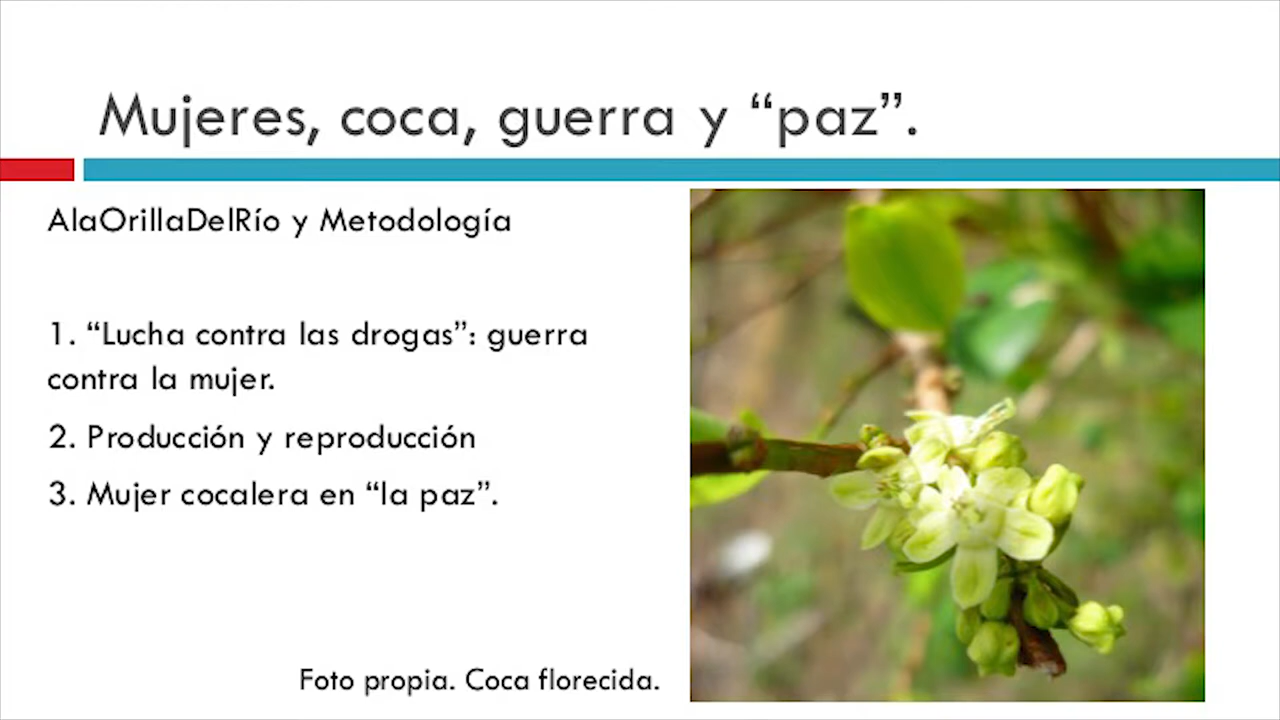 Mujeres, coca, guerra y “paz”.
AlaOrillaDelRío y Metodología
1. “Lucha contra las drogas”: guerra
contra la mujer.
2. Producción y reproducción
3. Mujer cocalera en “la paz”.
Foto propia. Coca florecida.